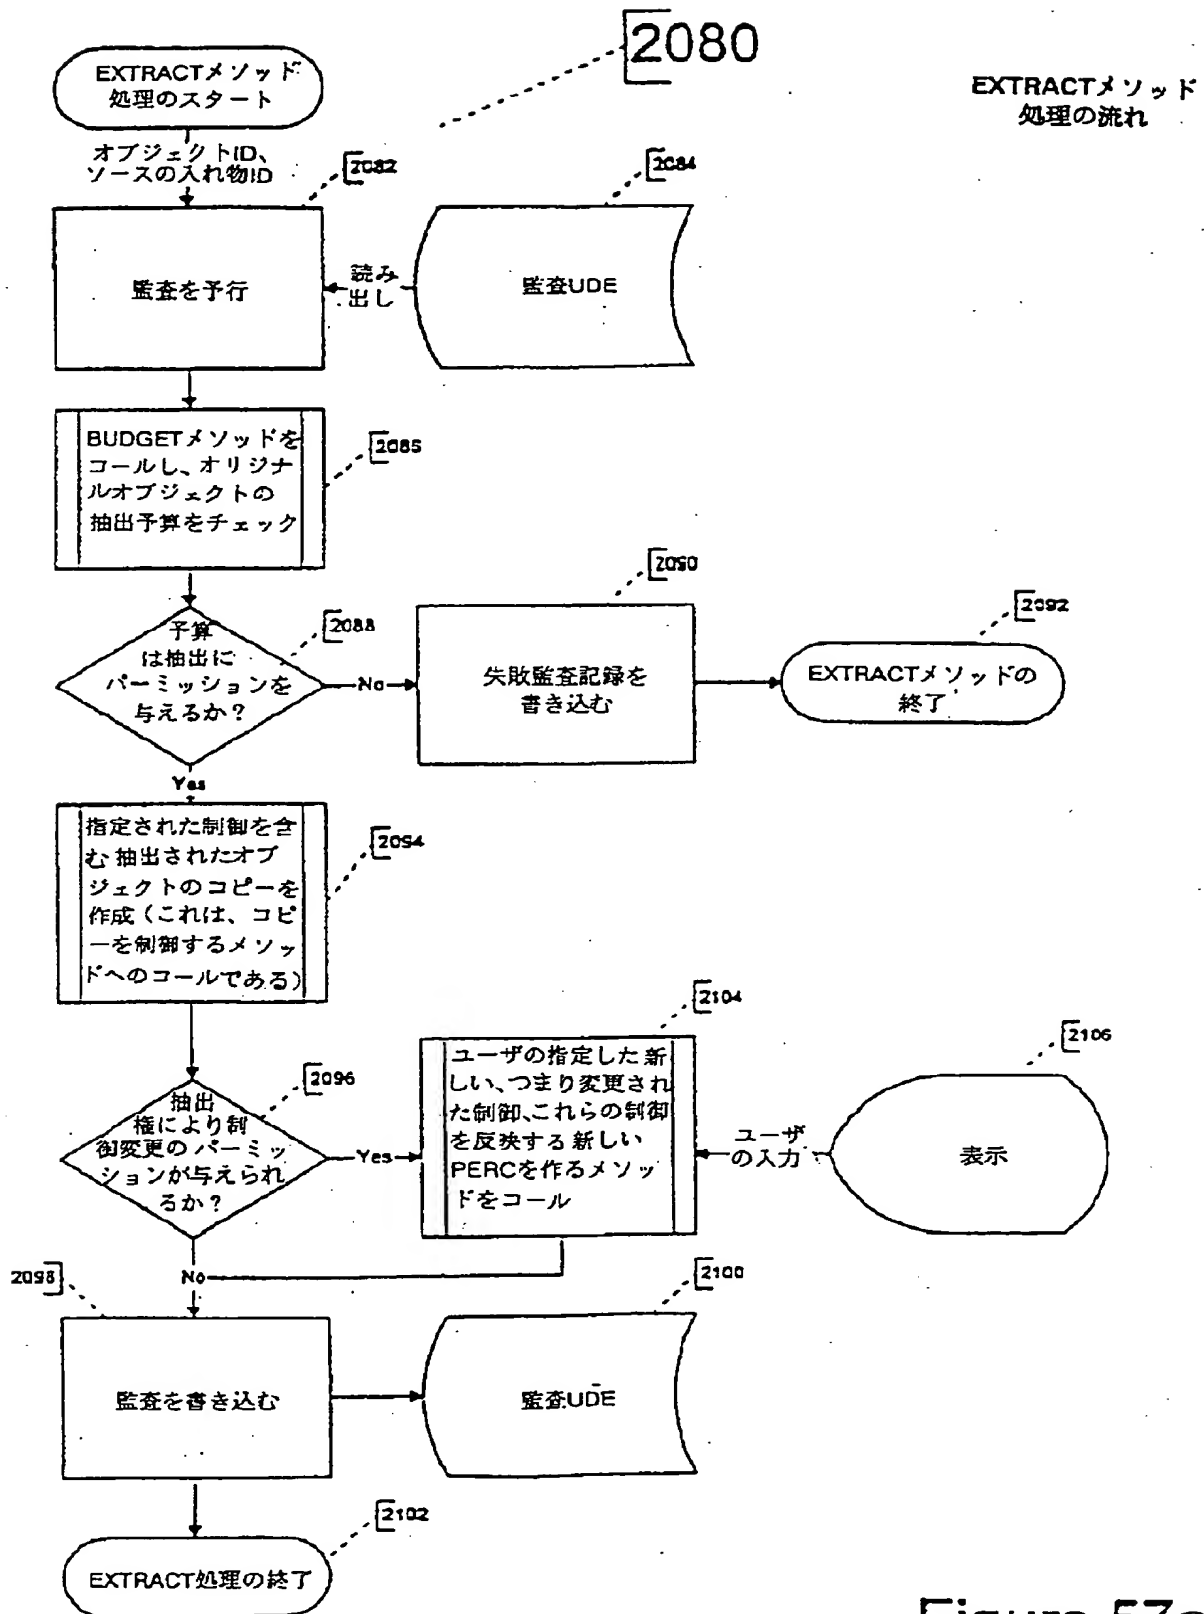 2080
EXTRACTメソッド
処理のスタート
EXTRACTメソッド
処理の流れ
オブジェクトID、
ソースの入れ物ID
2082
2084
監査を予行
読み
出し
監査UDE
BUDGETメソッドを
コールし、オリジナ
ルオブジェクトの
抽出予算をチェック
2088
予算
は抽出に
パーミッションを
与えるか?
No
2090
失敗監査記録を
書き込む
2092
EXTRACTメソッドの
終了
Yes
指定された制御を含
む抽出されたオブ
ジェクトのコピーを
作成(これは、コピ
ーを制御するメソッ
ドへのコールである)
2094
2096
抽出
権により制
御変更のパーミッ
ションが与えられ
るか?
Yes
2104
ユーザの指定した新
しい、つまり変更され
た制御、これらの制御
を反映する新しい
PERCを作るメソッ
ドをコール
ユーザ
の入力
2106
表示
No
2098
監査を書き込む
2100
監査UDE
2102
EXTRACT処理の終了